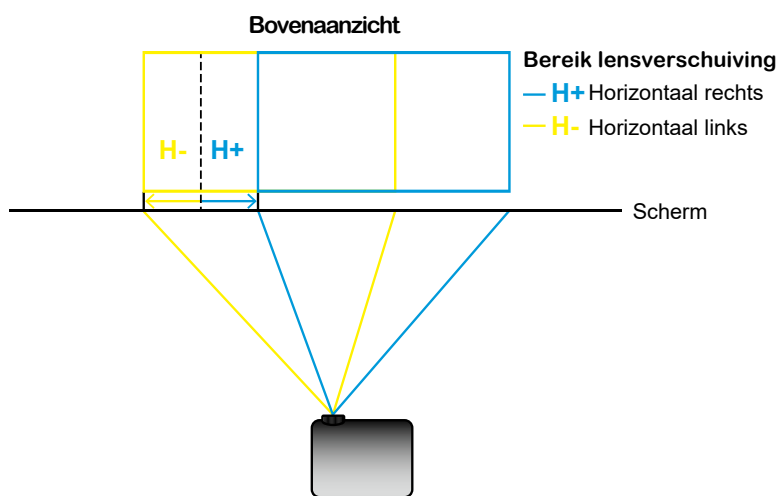 Bovenaanzicht
Bereik lensverschuiving
H+ Horizontaal rechts
H- Horizontaal links
H- H+
Scherm